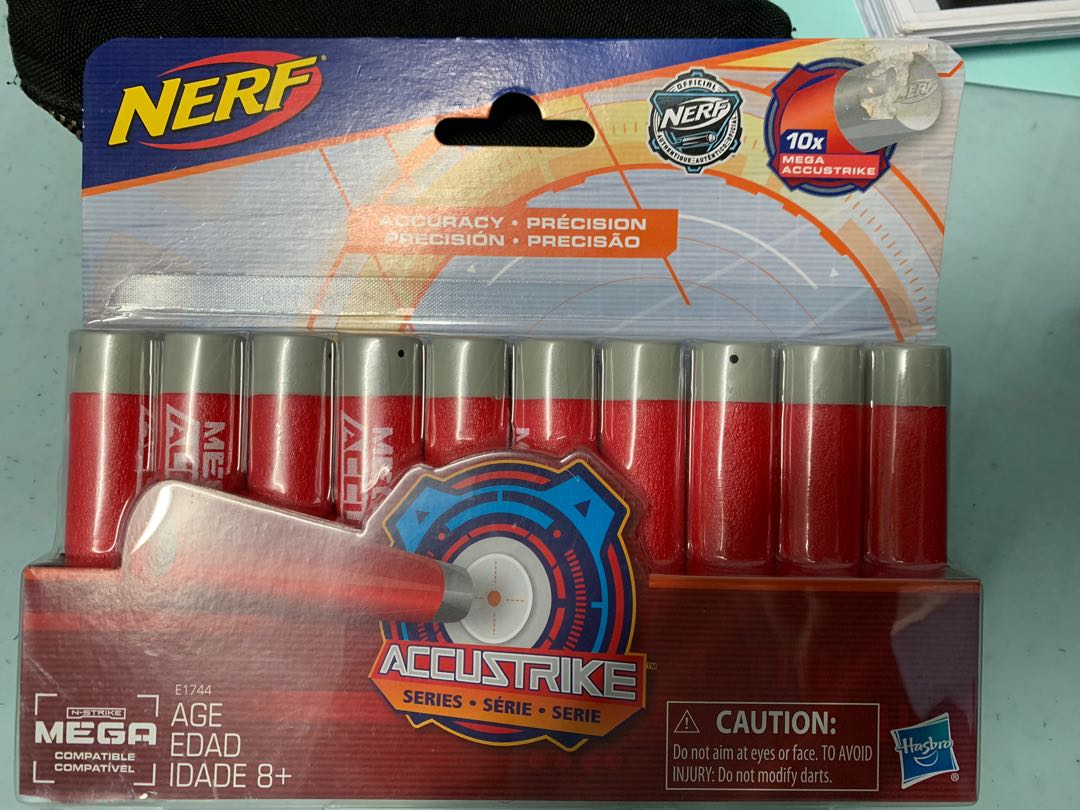 NERF
OFFICIAL
NERF
AUTHENTIQUE • AUTÉNTICO • OFICIAL
NERF
10x
MEGA
ACCUSTRIKE
ACCURACY • PRÉCISION
PRECISIÓN • PRECISÃO
ACCUSTRIKE™
SERIES • SÉRIE • SERIE
E1744
N-STRIKE
MEGA
COMPATIBLE
COMPATÍVEL
AGE
EDAD
IDADE 8+
CAUTION:
Do not aim at eyes or face. TO AVOID
INJURY: Do not modify darts.
Hasbro®